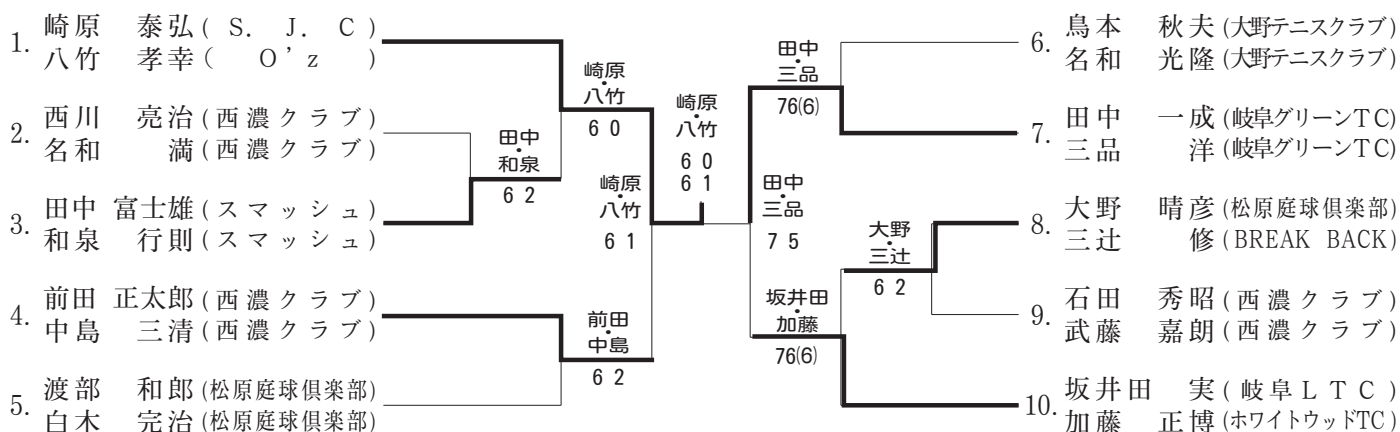 1. 崎原 泰弘 ( S. J. C )
八竹 孝幸 ( O'z )
2. 西川 亮治 (西濃クラブ)
名和 満 (西濃クラブ)
3. 田中 富士雄 (スマッシュ)
和泉 行則 (スマッシュ)
4. 前田 正太郎 (西濃クラブ)
中島 三清 (西濃クラブ)
5. 渡部 和郎 (松原庭球倶楽部)
白木 完治 (松原庭球倶楽部)
田中・和泉
6 2
崎原・八竹
6 0
前田・中島
6 2
崎原・八竹
6 1
崎原・八竹
6 0
6 1
田中・三品
76(6)
田中・三品
7 5
大野・三辻
6 2
坂井田・加藤
76(6)
6. 鳥本 秋夫 (大野テニスクラブ)
名和 光隆 (大野テニスクラブ)
7. 田中 一成 (岐阜グリーンTC)
三品 洋 (岐阜グリーンTC)
8. 大野 晴彦 (松原庭球倶楽部)
三辻 修 (BREAK BACK)
9. 石田 秀昭 (西濃クラブ)
武藤 嘉朗 (西濃クラブ)
10. 坂井田 実 (岐阜LTC)
加藤 正博 (ホワイトウッドTC)